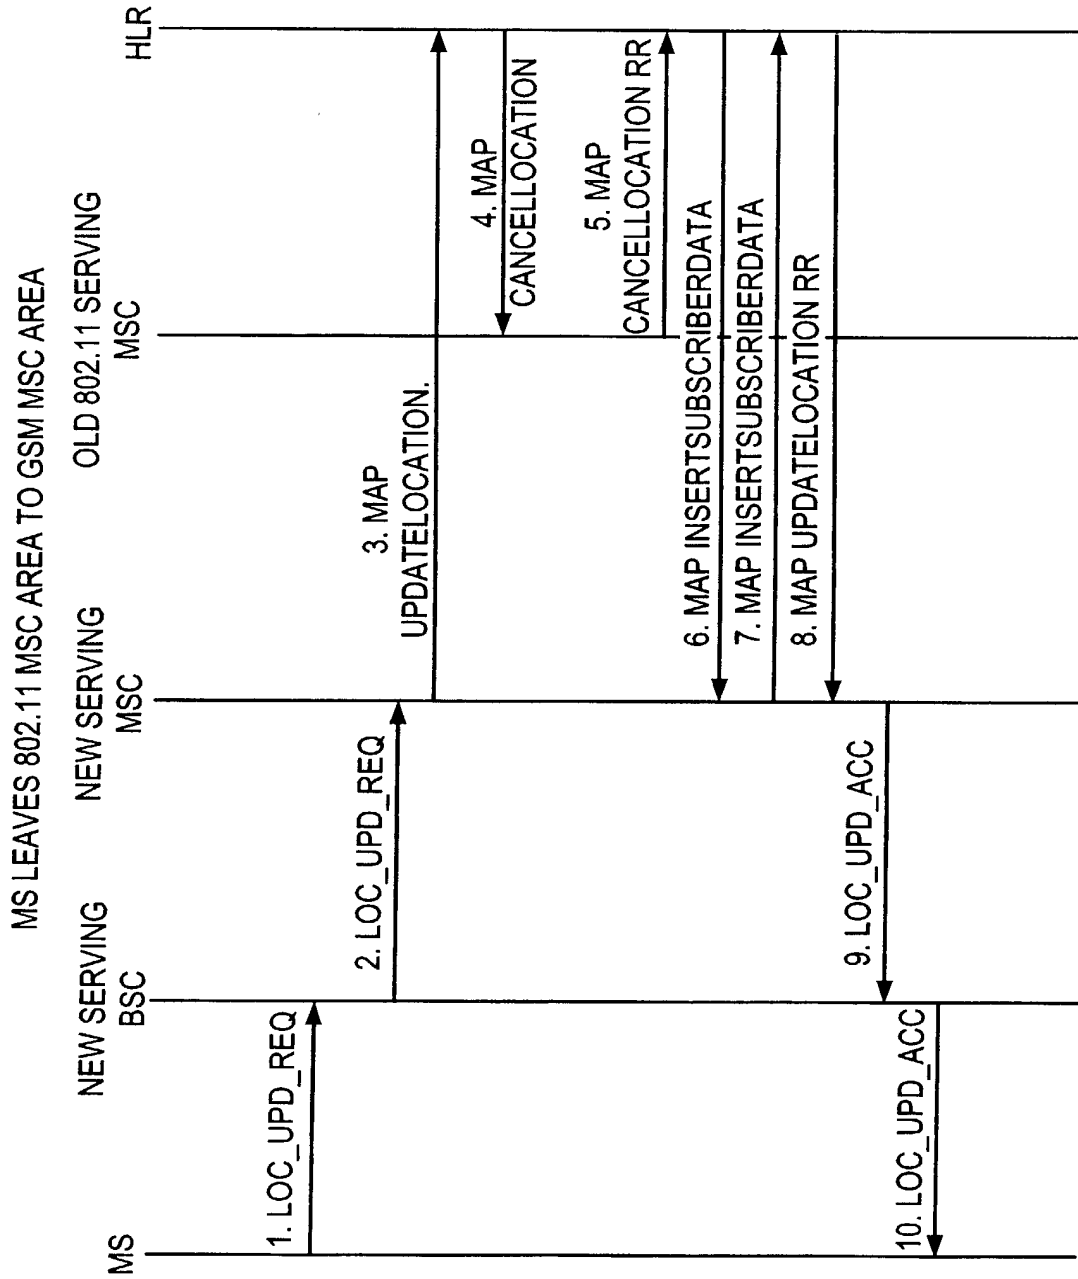 MS LEAVES 802.11 MSC AREA TO GSM MSC AREA
MS
NEW SERVING
BSC
NEW SERVING
MSC
OLD 802.11 SERVING
MSC
HLR
1. LOC_UPD_REQ
2. LOC_UPD_REQ
3. MAP
UPDATELOCATION.
4. MAP
CANCELLOCATION
5. MAP
CANCELLOCATION RR
6. MAP INSERTSUBSCRIBERDATA
7. MAP INSERTSUBSCRIBERDATA
8. MAP UPDATELOCATION RR
9. LOC_UPD_ACC
10. LOC_UPD_ACC